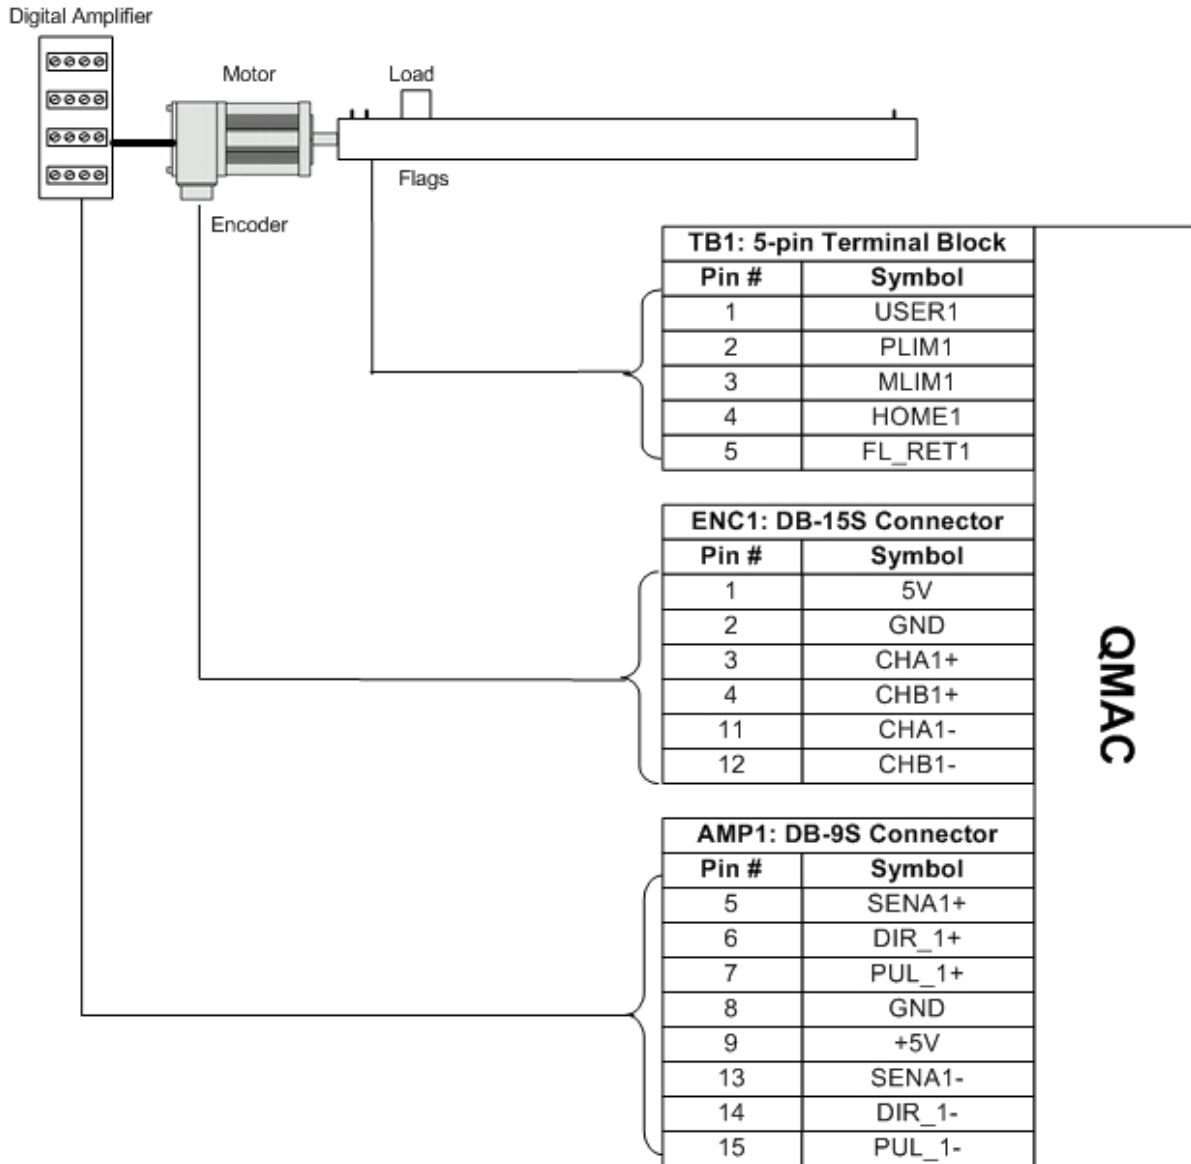 Digital Amplifier
Motor
Load
Flags
Encoder
TB1: 5-pin Terminal Block
Pin # Symbol
1 USER1
2 PLIM1
3 MLIM1
4 HOME1
5 FL_RET1
ENC1: DB-15S Connector
Pin # Symbol
1 5V
2 GND
3 CHA1+
4 CHB1+
11 CHA1-
12 CHB1-
QMAC
AMP1: DB-9S Connector
Pin # Symbol
5 SENA1+
6 DIR_1+
7 PUL_1+
8 GND
9 +5V
13 SENA1-
14 DIR_1-
15 PUL_1-